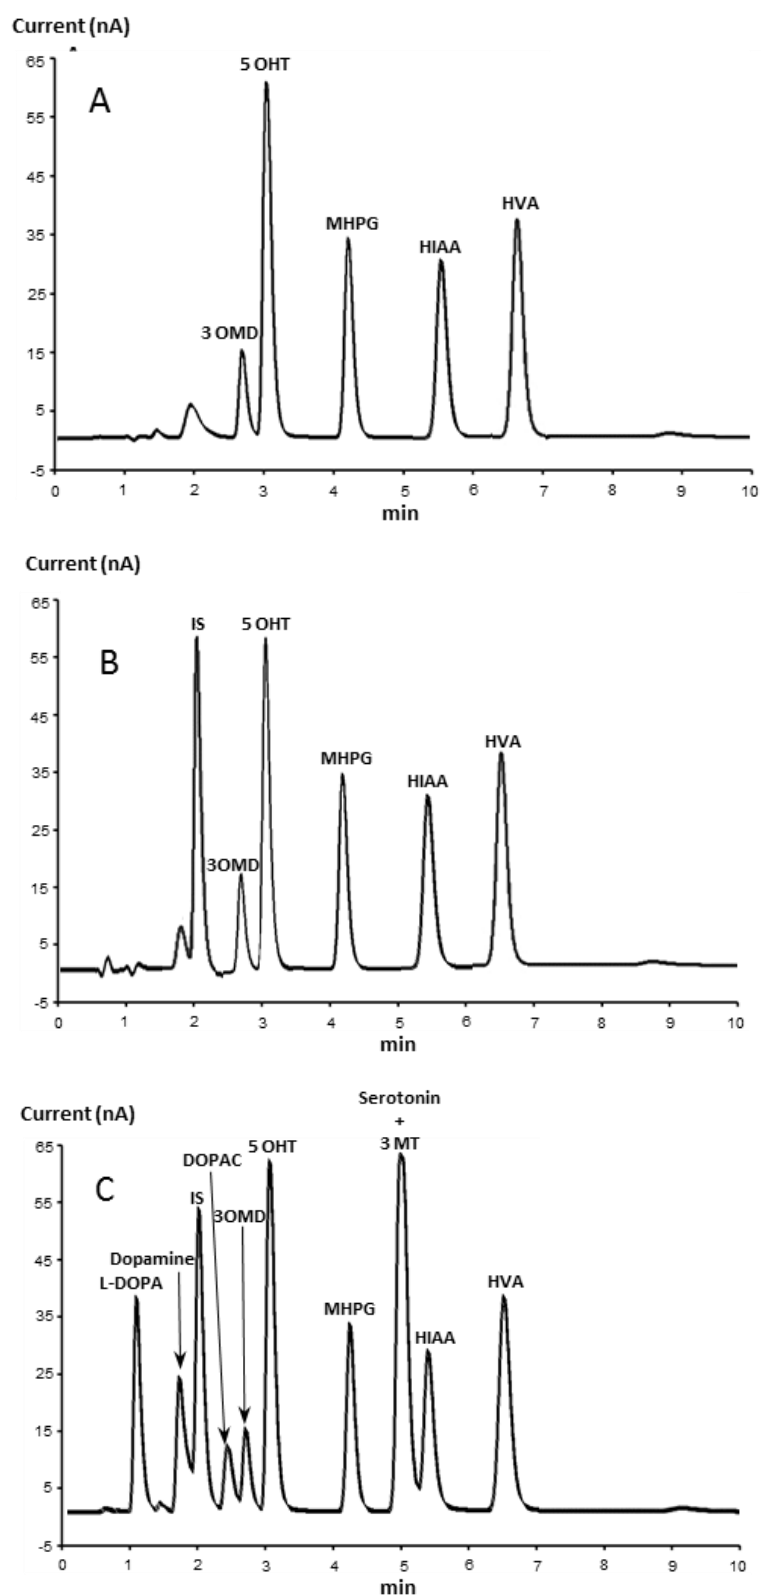 Current (nA)
65
A
5 OHT
55
45
HVA
MHPG
35
HIAA
25
3 OMD
15
5
-5
0 1 2 3 4 5 6 7 8 9 10
min
Current (nA)
65
IS 5 OHT
B
55
45
HVA
MHPG
35
HIAA
25
3OMD
15
5
-5
0 1 2 3 4 5 6 7 8 9 10
min
Serotonin
Current (nA)
+
65
5 OHT
3 MT
DOPAC
C
IS
55
3OMD
Dopamine
45
L-DOPA
HVA
MHPG
35
HIAA
25
15
5
-5
0 1 2 3 4 5 6 7 8 9 10
min